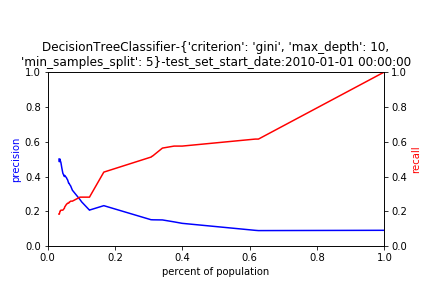 DecisionTreeClassifier-{'criterion': 'gini', 'max_depth': 10,
'min_samples_split': 5}-test_set_start_date:2010-01-01 00:00:00
1.0
0.8
0.6
0.4
0.2
0.0
precision
1.0
0.8
0.6
0.4
0.2
0.0
recall
0.0 0.2 0.4 0.6 0.8 1.0
percent of population